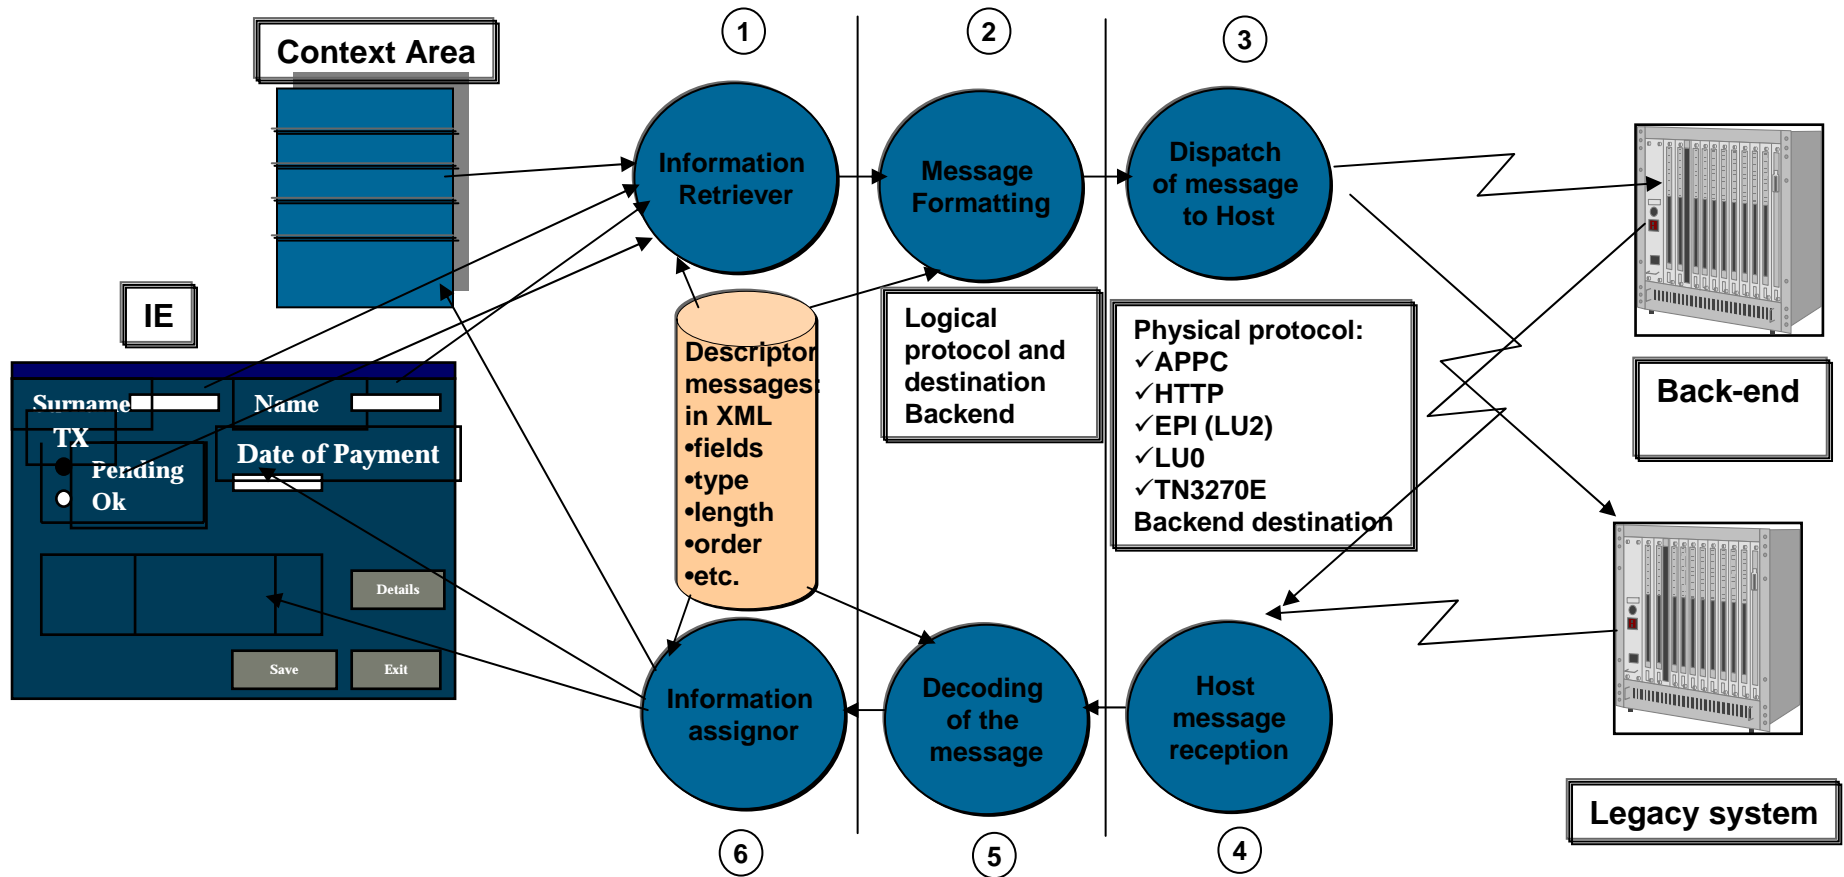 Context Area
1
2
3
Information
Retriever
Message
Formatting
Dispatch
of message
to Host
IE
Surname
Name
TX
Pending
Ok
Date of Payment
Details
Save
Exit
Descriptor
messages:
in XML
•fields
•type
•length
•order
•etc.
Logical
protocol and
destination
Backend
Physical protocol:
✓APPC
✓HTTP
✓EPI (LU2)
✓LU0
✓TN3270E
Backend destination
Back-end
Information
assignor
Decoding
of the
message
Host
message
reception
Legacy system
6
5
4